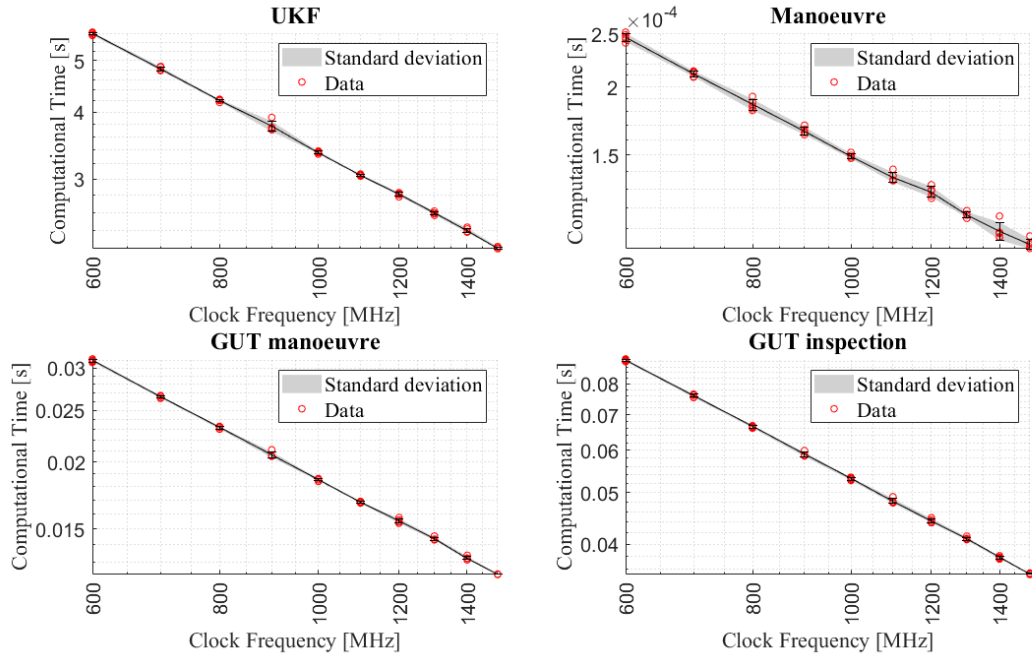 UKF
5
4
3
Computational Time [s]
Standard deviation
Data
600
1000
1200
1400
Clock Frequency [MHz]
Manoeuvre
× 10⁻⁴
2.5
2
1.5
Computational Time [s]
Standard deviation
Data
600
1000
1200
1400
Clock Frequency [MHz]
GUT manoeuvre
0.03
0.025
0.02
0.015
Computational Time [s]
Standard deviation
Data
600
1000
1200
1400
Clock Frequency [MHz]
GUT inspection
0.08
0.07
0.06
0.05
0.04
Computational Time [s]
Standard deviation
Data
600
1000
1200
1400
Clock Frequency [MHz]